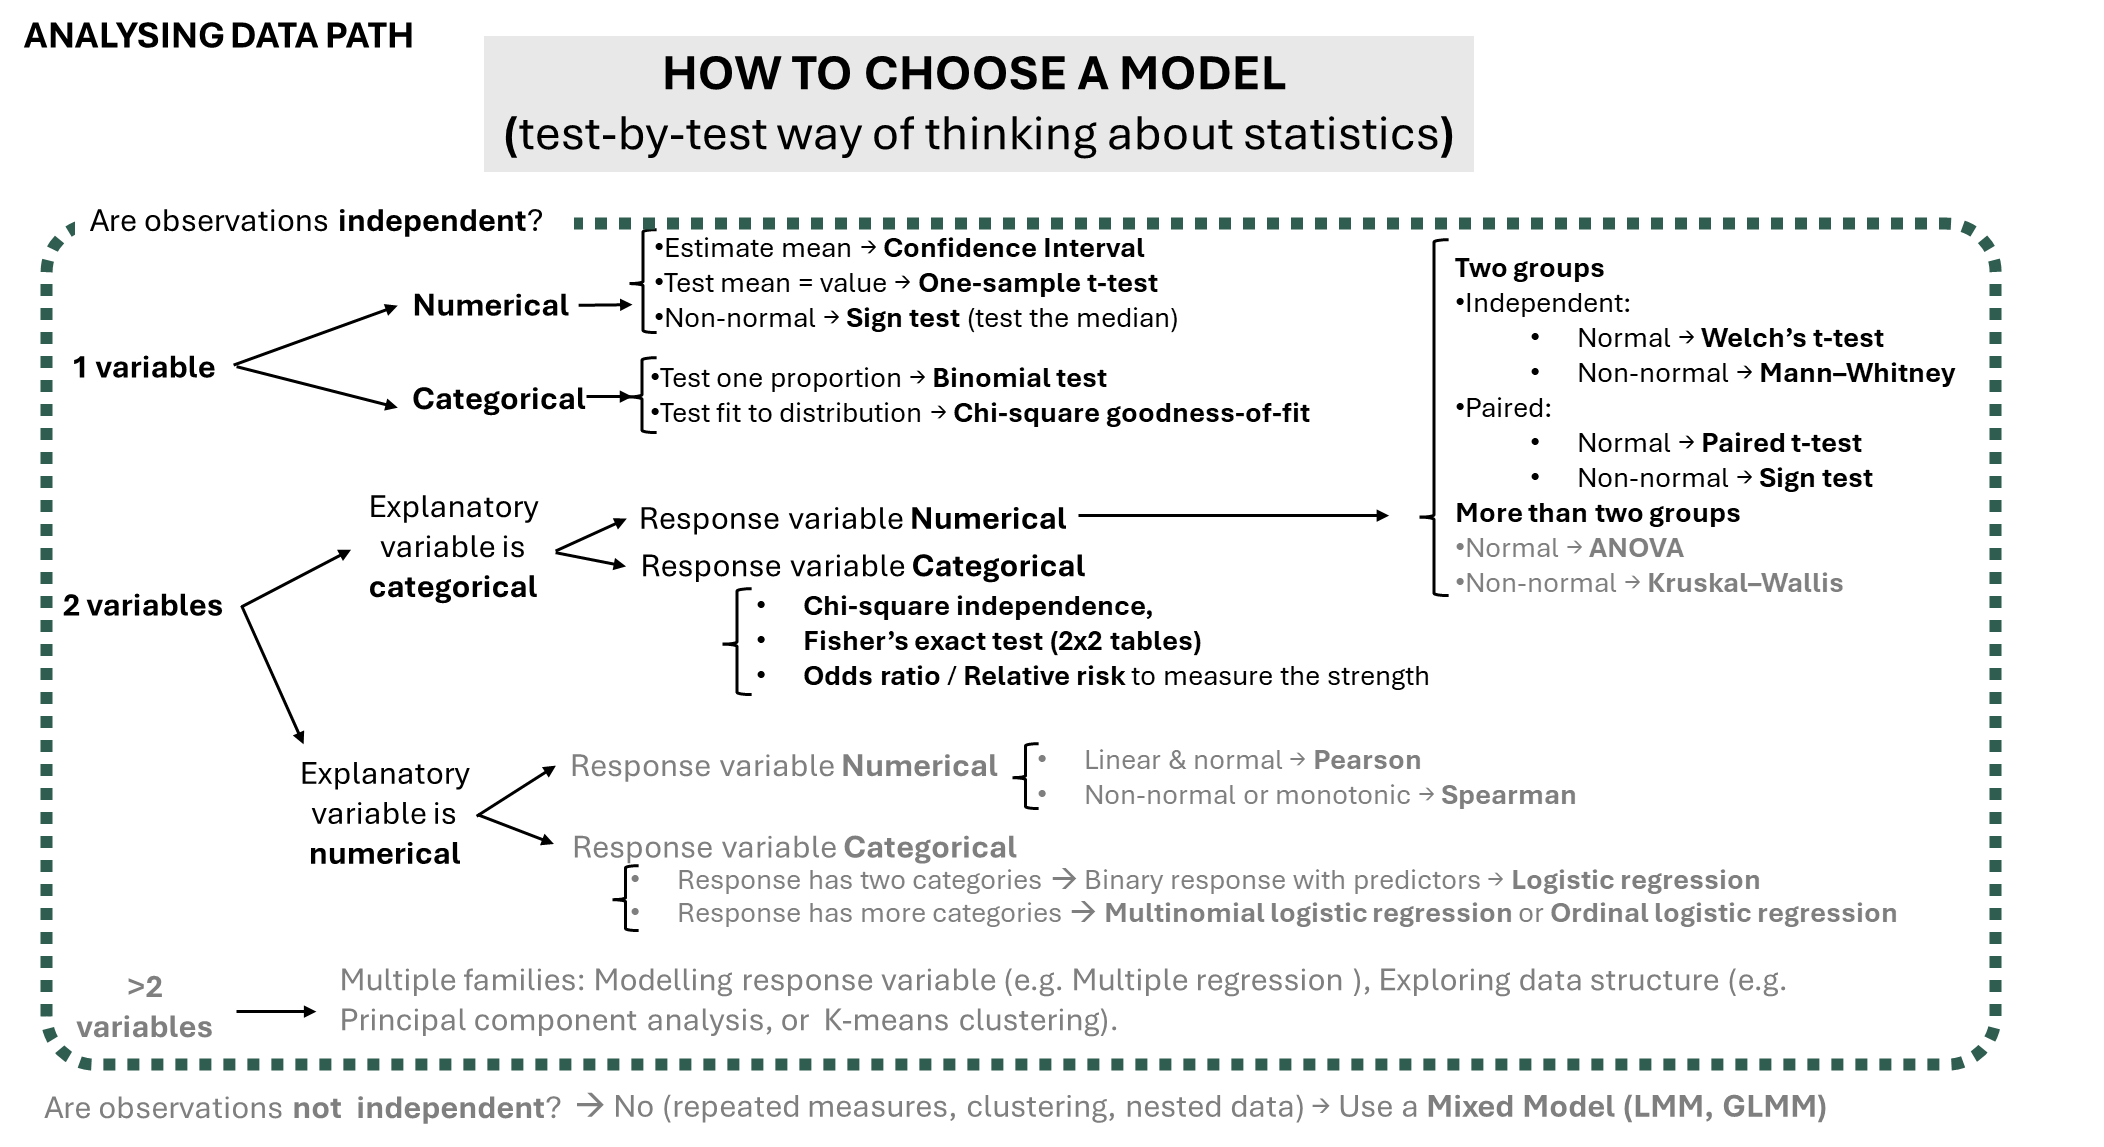 ANALYSING DATA PATH
HOW TO CHOOSE A MODEL
(test-by-test way of thinking about statistics)
Are observations independent?
1 variable
Numerical
•Estimate mean → Confidence Interval
•Test mean = value → One-sample t-test
•Non-normal → Sign test (test the median)
Categorical
•Test one proportion → Binomial test
•Test fit to distribution → Chi-square goodness-of-fit
2 variables
Explanatory
variable is
categorical
Response variable Numerical
Two groups
•Independent:
• Normal → Welch’s t-test
• Non-normal → Mann–Whitney
•Paired:
• Normal → Paired t-test
• Non-normal → Sign test
More than two groups
•Normal → ANOVA
•Non-normal → Kruskal–Wallis
Response variable Categorical
• Chi-square independence,
• Fisher’s exact test (2x2 tables)
• Odds ratio / Relative risk to measure the strength
Explanatory
variable is
numerical
Response variable Numerical
• Linear & normal → Pearson
• Non-normal or monotonic → Spearman
Response variable Categorical
• Response has two categories → Binary response with predictors → Logistic regression
• Response has more categories → Multinomial logistic regression or Ordinal logistic regression
>2
variables
Multiple families: Modelling response variable (e.g. Multiple regression ), Exploring data structure (e.g.
Principal component analysis, or K-means clustering).
Are observations not independent? → No (repeated measures, clustering, nested data) → Use a Mixed Model (LMM, GLMM)